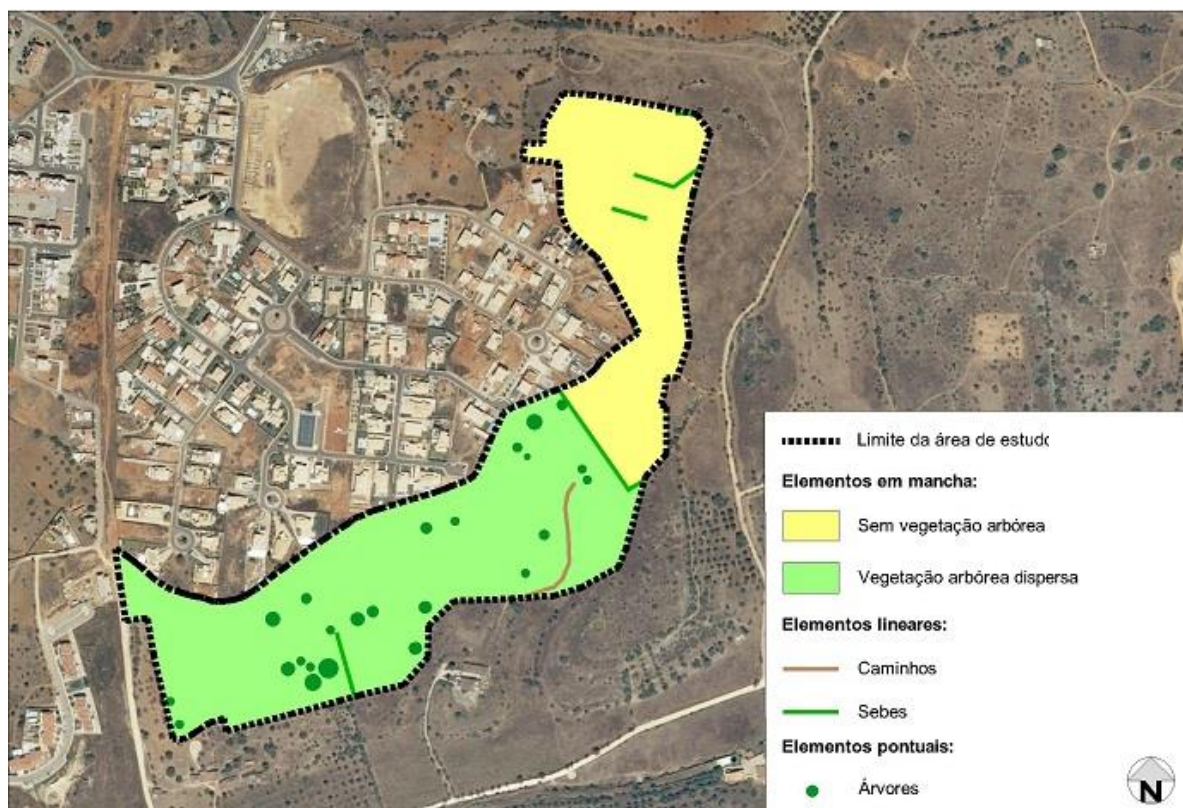 Limite da área de estudo
Elementos em mancha:
Sem vegetação arbórea
Vegetação arbórea dispersa
Elementos lineares:
Caminhos
Sebes
Elementos pontuais:
Árvores
N